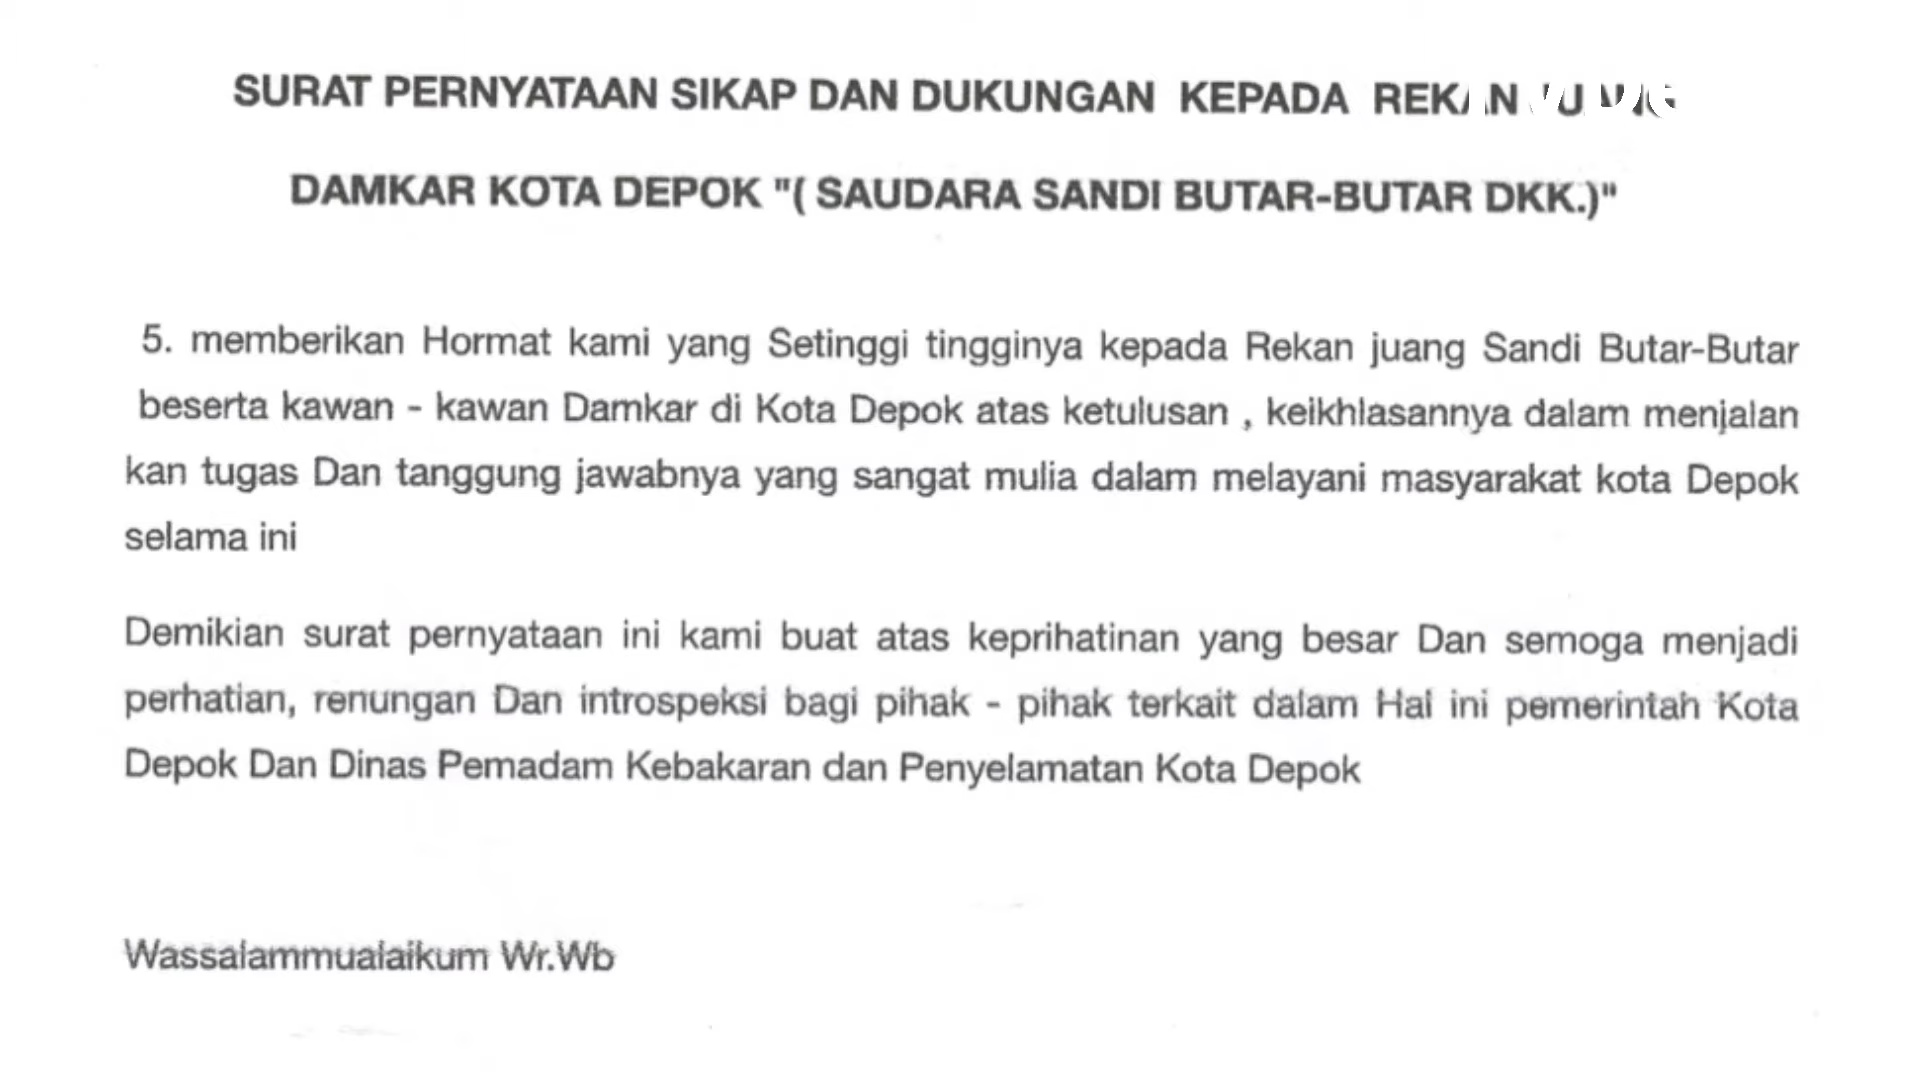 SURAT PERNYATAAN SIKAP DAN DUKUNGAN KEPADA REKAN
DAMKAR KOTA DEPOK "( SAUDARA SANDI BUTAR-BUTAR DKK.)"
5. memberikan Hormat kami yang Setinggi tingginya kepada Rekan juang Sandi Butar-Butar
beserta kawan - kawan Damkar di Kota Depok atas ketulusan , keikhlasannya dalam menjalan
kan tugas Dan tanggung jawabnya yang sangat mulia dalam melayani masyarakat kota Depok
selama ini
Demikian surat pernyataan ini kami buat atas keprihatinan yang besar Dan semoga menjadi
perhatian, renungan Dan introspeksi bagi pihak - pihak terkait dalam Hal ini pemerintah Kota
Depok Dan Dinas Pemadam Kebakaran dan Penyelamatan Kota Depok
Wassalammualaikum Wr.Wb